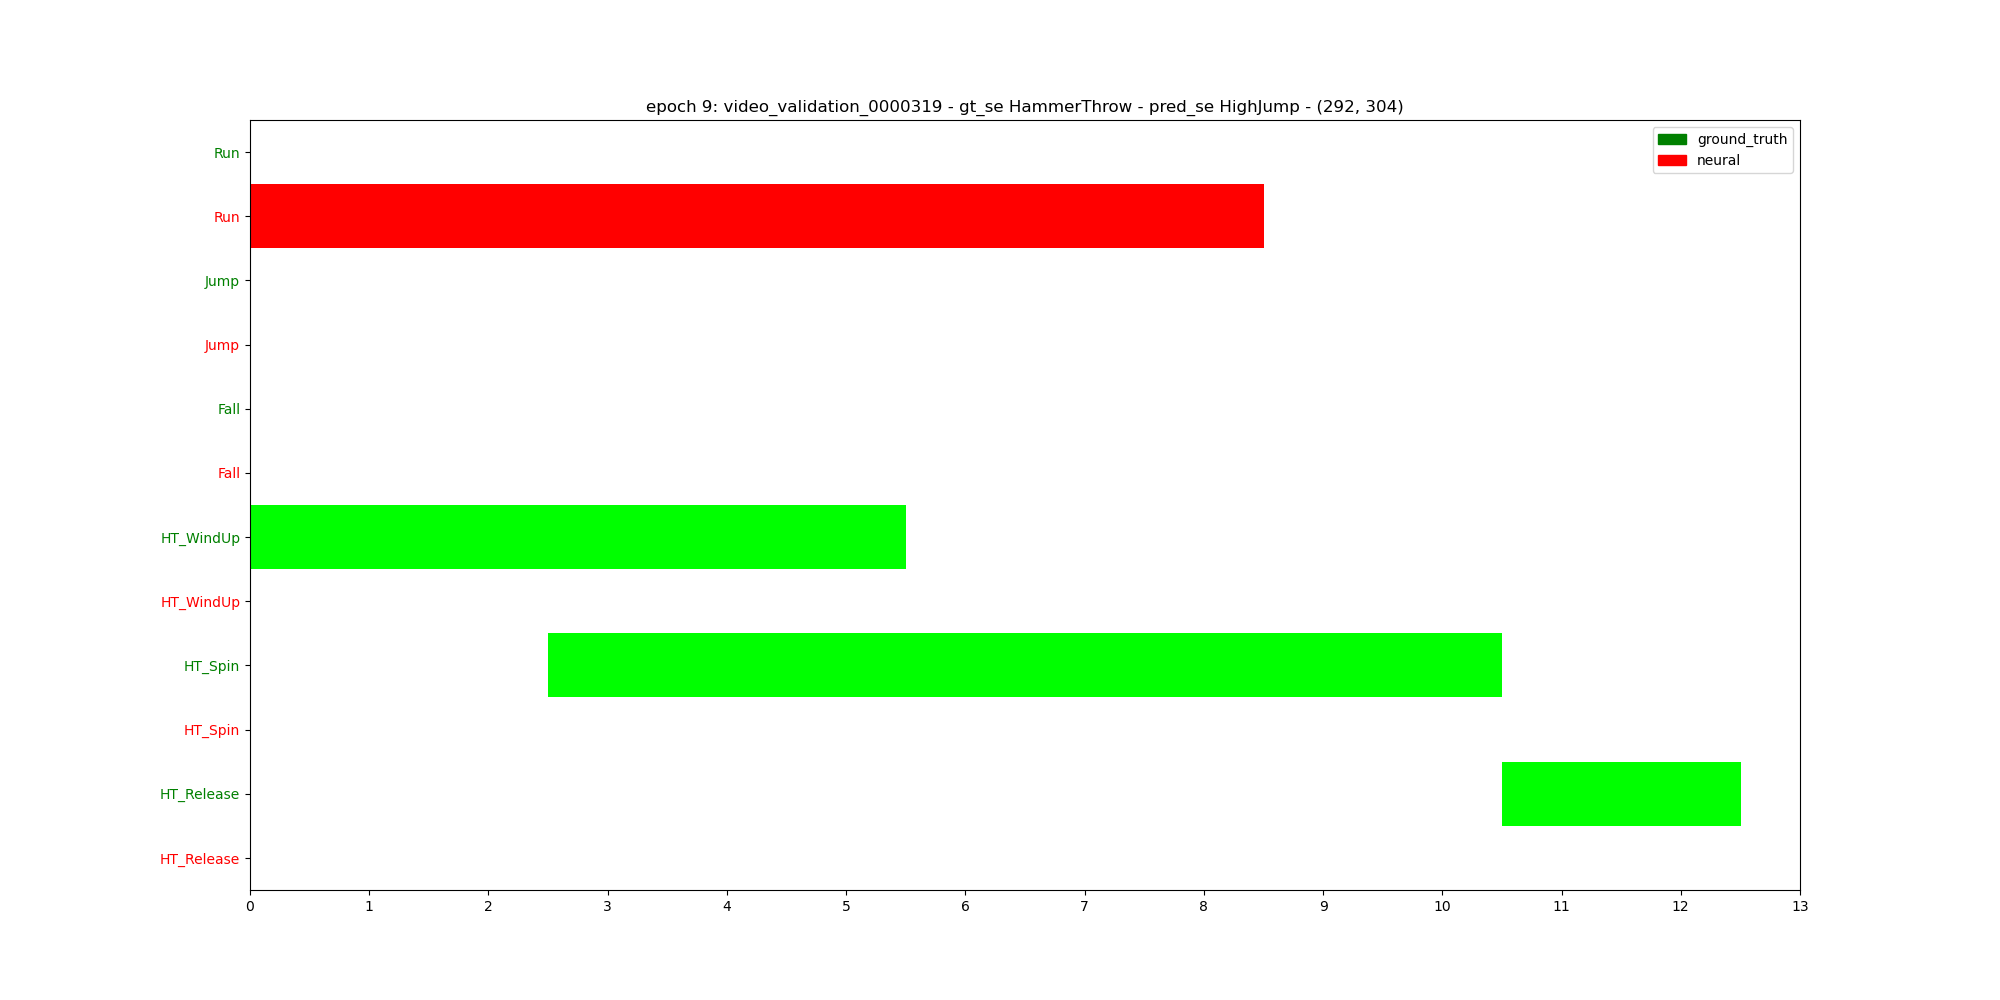 epoch 9: video_validation_0000319 - gt_se HammerThrow - pred_se HighJump - (292, 304)
ground_truth
neural
Run
Run
Jump
Jump
Fall
Fall
HT_WindUp
HT_WindUp
HT_Spin
HT_Spin
HT_Release
HT_Release
0 1 2 3 4 5 6 7 8 9 10 11 12 13